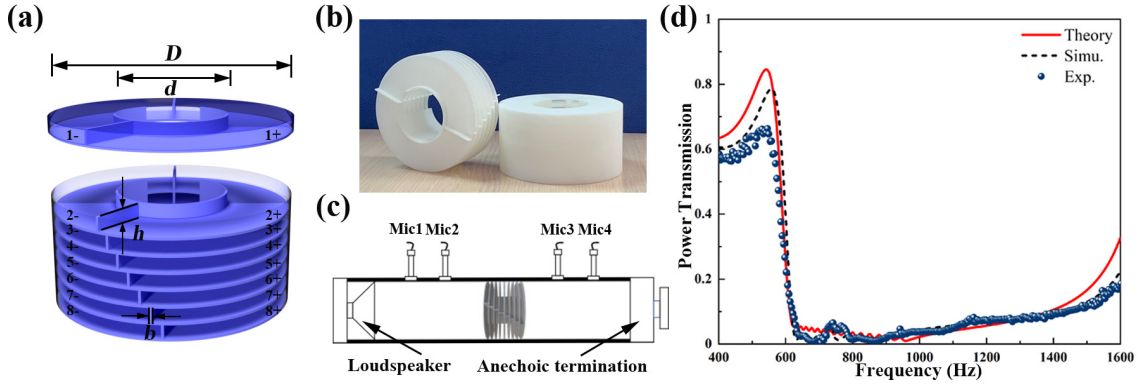 (a)
D
d
1-
1+
2-
2+
3-
3+
h
4-
4+
5-
5+
6-
6+
7-
7+
8-
8+
b
(b)
(c)
Mic1 Mic2
Mic3 Mic4
Loudspeaker
Anechoic termination
(d)
Theory
Simu.
Exp.
Power Transmission
1
0.8
0.6
0.4
0.2
0
400
600
800
1000
1200
1400
1600
Frequency (Hz)